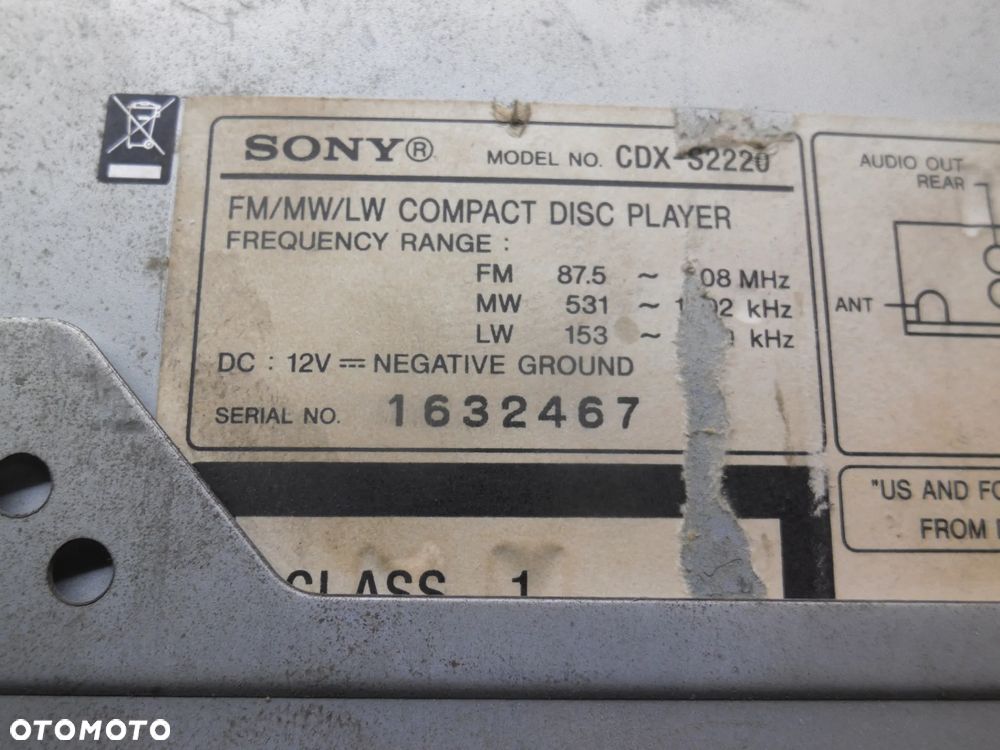 SONY® MODEL NO. CDX-S2220
FM/MW/LW COMPACT DISC PLAYER
FREQUENCY RANGE :
FM 87.5 ~ 08 MHz
MW 531 ~ kHz
LW 153 ~ kHz
DC : 12V ⎓ NEGATIVE GROUND
SERIAL NO. 1632467
CLASS 1
AUDIO OUT
REAR
ANT
"US AND
FROM
OTOMOTO